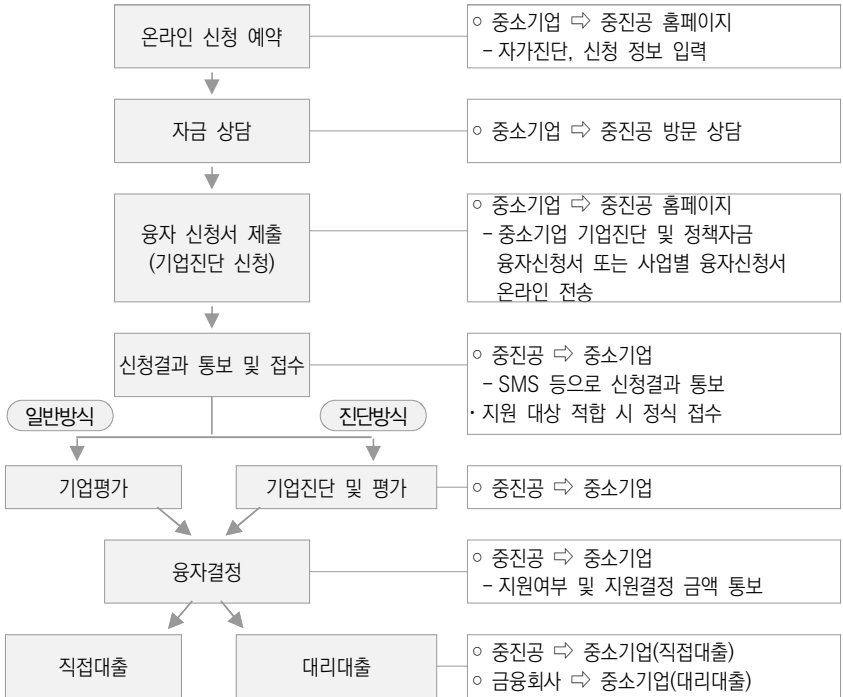 온라인 신청 예약
○ 중소기업 ⇨ 중진공 홈페이지
- 자가진단, 신청 정보 입력
자금 상담
○ 중소기업 ⇨ 중진공 방문 상담
융자 신청서 제출
(기업진단 신청)
○ 중소기업 ⇨ 중진공 홈페이지
- 중소기업 기업진단 및 정책자금
융자신청서 또는 사업별 융자신청서
온라인 전송
신청결과 통보 및 접수
○ 중진공 ⇨ 중소기업
- SMS 등으로 신청결과 통보
· 지원 대상 적합 시 정식 접수
일반방식
진단방식
기업평가
기업진단 및 평가
○ 중진공 ⇨ 중소기업
융자결정
○ 중진공 ⇨ 중소기업
- 지원여부 및 지원결정 금액 통보
직접대출
대리대출
○ 중진공 ⇨ 중소기업(직접대출)
○ 금융회사 ⇨ 중소기업(대리대출)